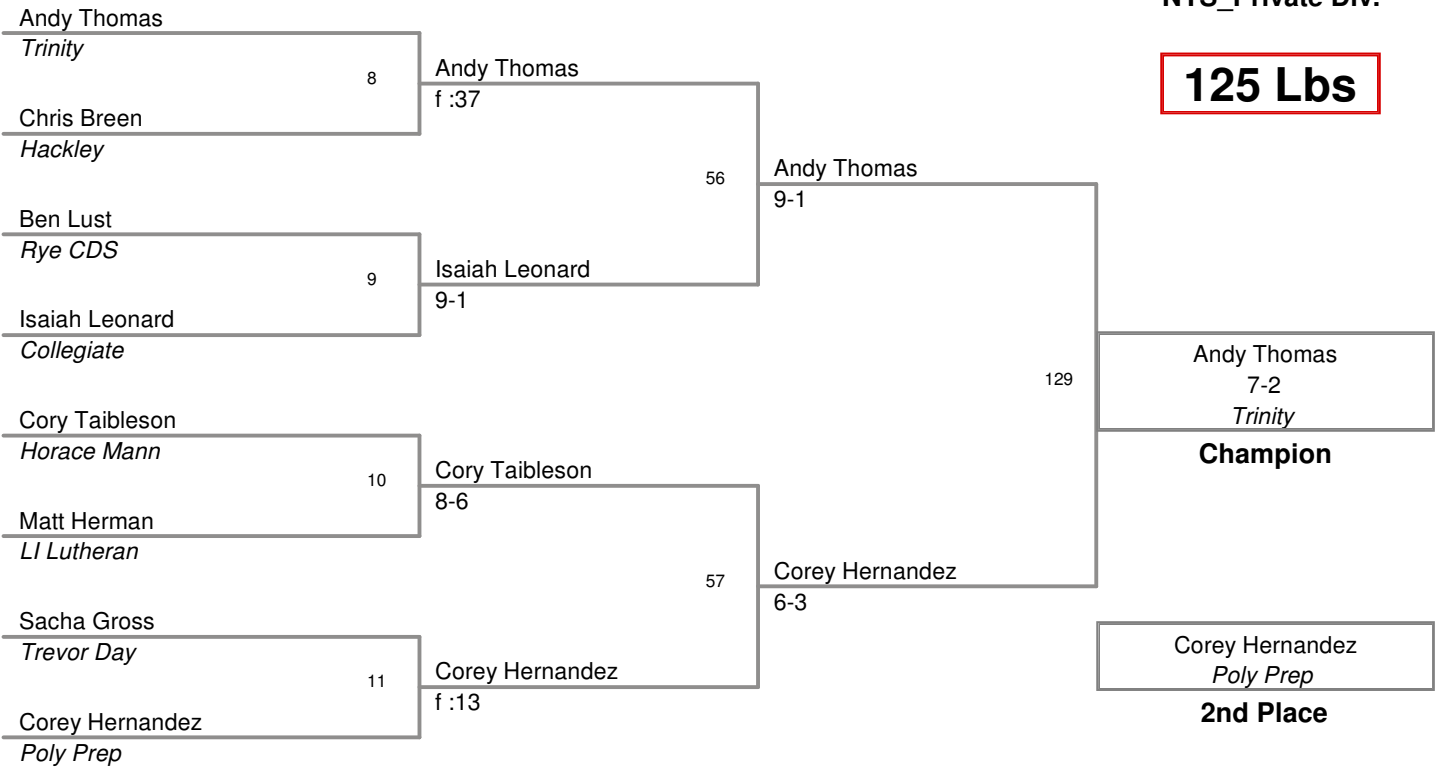 NYS_Private Div.
125 Lbs
Andy Thomas
Trinity
8
Chris Breen
Hackley
Andy Thomas
f :37
56
Ben Lust
Rye CDS
9
Isaiah Leonard
Collegiate
Isaiah Leonard
9-1
Andy Thomas
9-1
Cory Taibleson
Horace Mann
10
Matt Herman
LI Lutheran
Cory Taibleson
8-6
57
Sacha Gross
Trevor Day
11
Corey Hernandez
Poly Prep
Corey Hernandez
f :13
Corey Hernandez
6-3
129
Andy Thomas
7-2
Trinity
Champion
Corey Hernandez
Poly Prep
2nd Place